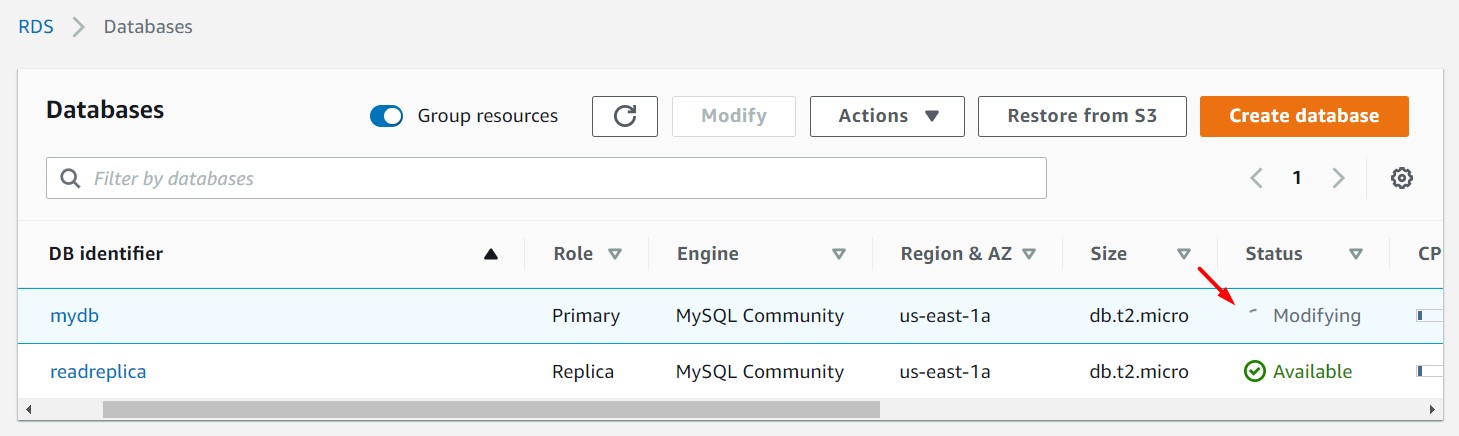 RDS > Databases
Databases Group resources Modify Actions Restore from S3 Create database
Filter by databases 1
DB identifier Role Engine Region & AZ Size Status CP
mydb Primary MySQL Community us-east-1a db.t2.micro Modifying
readreplica Replica MySQL Community us-east-1a db.t2.micro Available